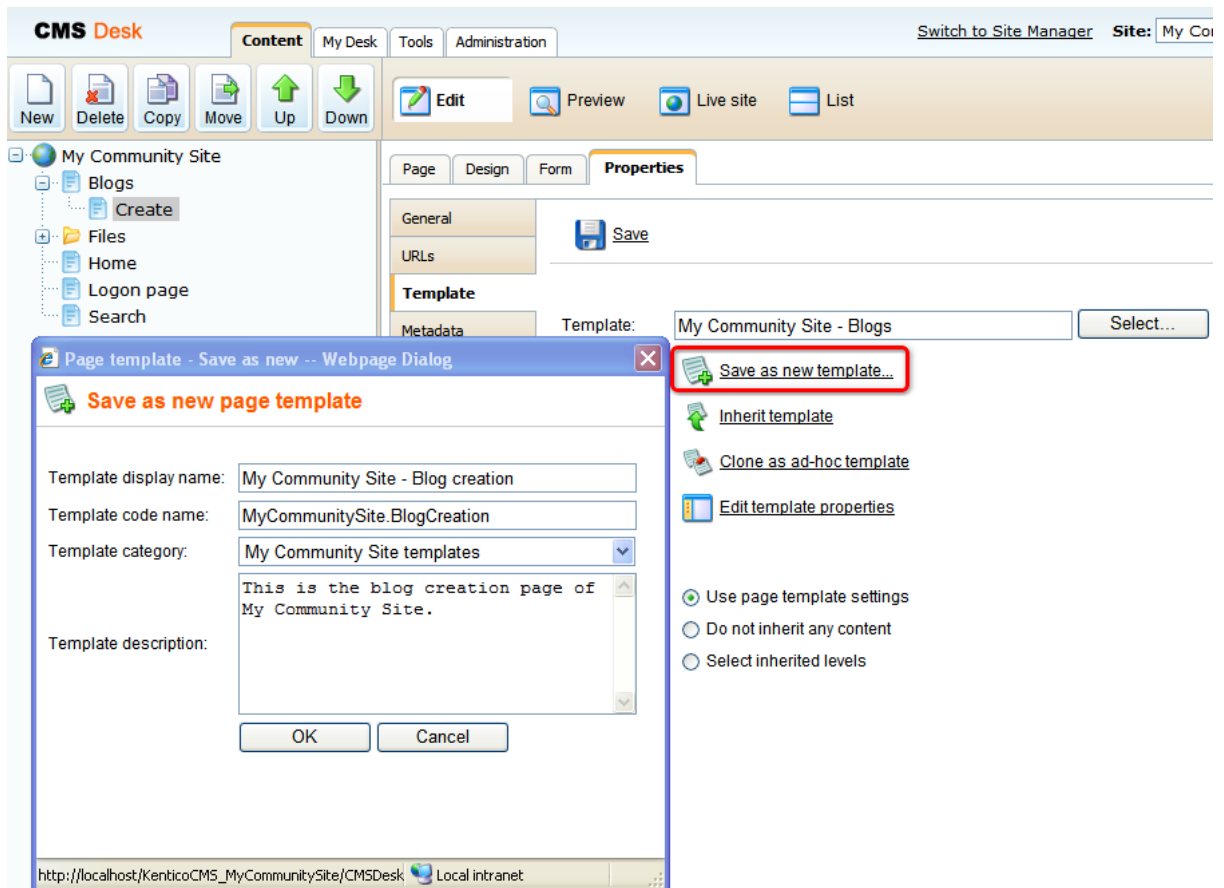 CMS Desk
Content My Desk Tools Administration
Switch to Site Manager Site: My Co
New Delete Copy Move Up Down
Edit Preview Live site List
My Community Site
Blogs
Create
Files
Home
Logon page
Search
Page Design Form Properties
General
URLs
Template
Metadata
Save
Template: My Community Site - Blogs Select...
Save as new template...
Inherit template
Clone as ad-hoc template
Edit template properties
Use page template settings
Do not inherit any content
Select inherited levels
Page template - Save as new -- Webpage Dialog
Save as new page template
Template display name: My Community Site - Blog creation
Template code name: MyCommunitySite.BlogCreation
Template category: My Community Site templates
Template description:
This is the blog creation page of
My Community Site.
OK Cancel
http://localhost/KenticoCMS_MyCommunitySite/CMSDesk Local intranet